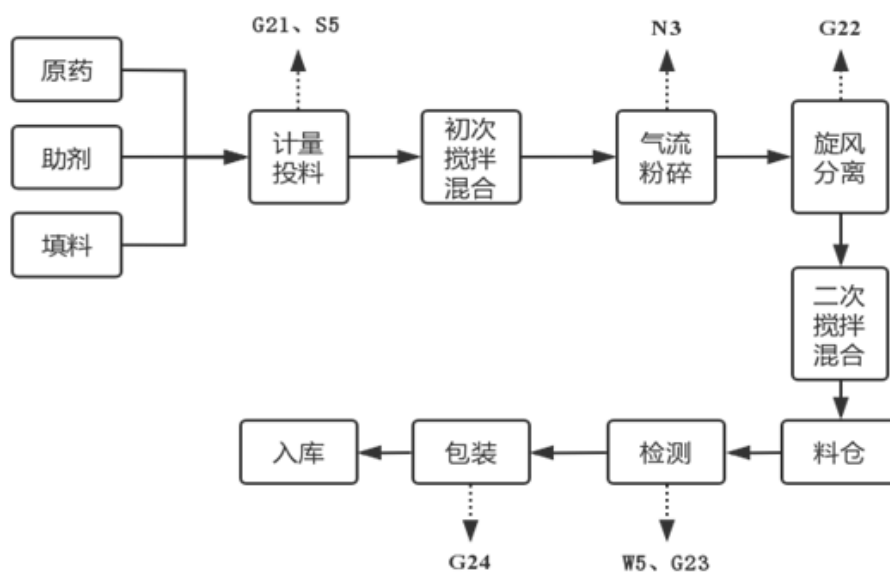 G21、S5
N3
G22
原药
助剂
填料
计量
投料
初次
搅拌
混合
气流
粉碎
旋风
分离
二次
搅拌
混合
入库
包装
检测
料仓
G24
W5、G23